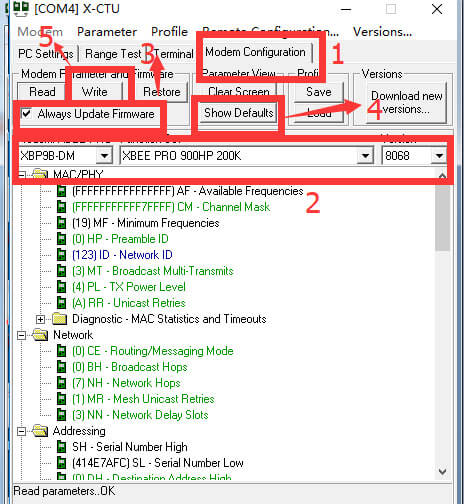 [COM4] X-CTU
Modem Parameter Profile Remote Configuration... Versions...
5
3
1
PC Settings Range Test Terminal Modem Configuration
Modem Parameter and Firmware Parameter View Profile Versions
Read Write Restore Clear Screen Save Download new versions...
Always Update Firmware Show Defaults Load
4
Function Set Version
XBP9B-DM XBEE PRO 900HP 200K 8068
2
MAC/PHY
(FFFFFFFFFFFFFFFF) AF - Available Frequencies
(FFFFFFFFFFF7FFFF) CM - Channel Mask
(19) MF - Minimum Frequencies
(0) HP - Preamble ID
(123) ID - Network ID
(3) MT - Broadcast Multi-Transmits
(4) PL - TX Power Level
(A) RR - Unicast Retries
Diagnostic - MAC Statistics and Timeouts
Network
(0) CE - Routing/Messaging Mode
(0) BH - Broadcast Hops
(7) NH - Network Hops
(1) MR - Mesh Unicast Retries
(3) NN - Network Delay Slots
Addressing
SH - Serial Number High
(414E7AFC) SL - Serial Number Low
(0) DH - Destination Address High
Read parameters..OK